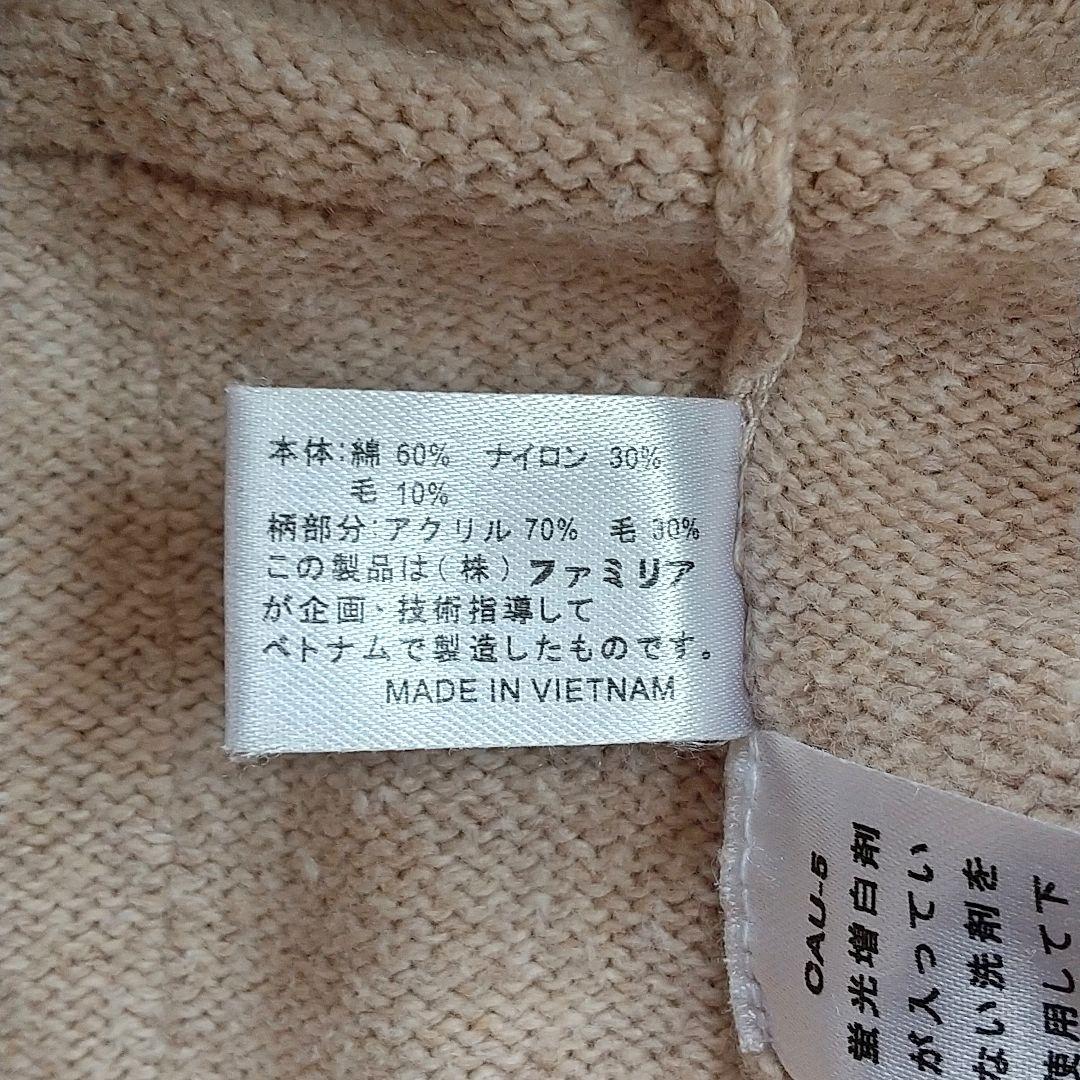 本体:綿 60% ナイロン 30%
毛 10%
柄部分:アクリル 70% 毛 30%
この製品は(株)ファミリア
が企画・技術指導して
ベトナムで製造したものです。
MADE IN VIETNAM
CAU-5
蛍光増白剤
が入ってい
ない洗剤を
使用して下